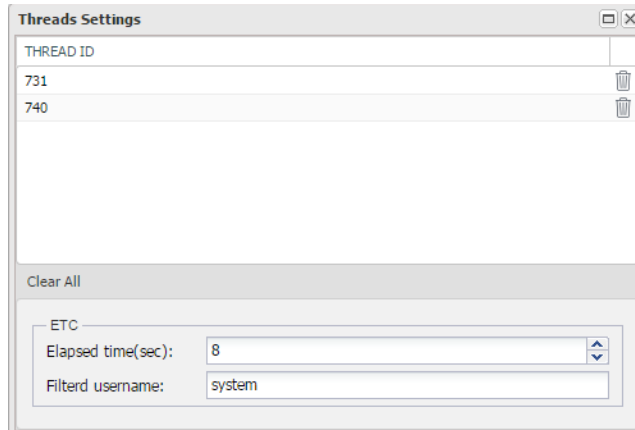 Threads Settings
THREAD ID
731
740
Clear All
ETC
Elapsed time(sec): 8
Filterd username: system